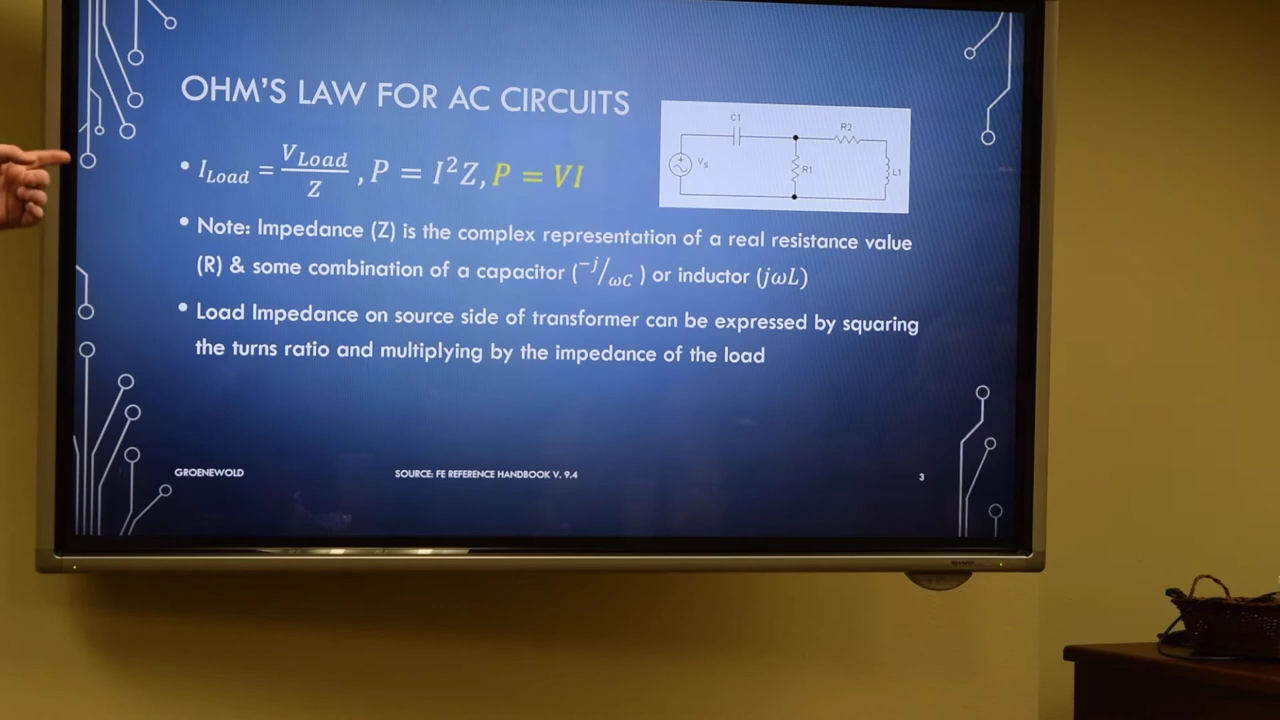 OHM'S LAW FOR AC CIRCUITS
• I_Load = V_Load / Z , P = I²Z, P = VI
C1
R2
Vs
R1
L1
• Note: Impedance (Z) is the complex representation of a real resistance value
(R) & some combination of a capacitor (−j/ωC) or inductor (jωL)
• Load Impedance on source side of transformer can be expressed by squaring
the turns ratio and multiplying by the impedance of the load
GROENEWOLD
SOURCE: FE REFERENCE HANDBOOK V. 9.4
3
SHARP